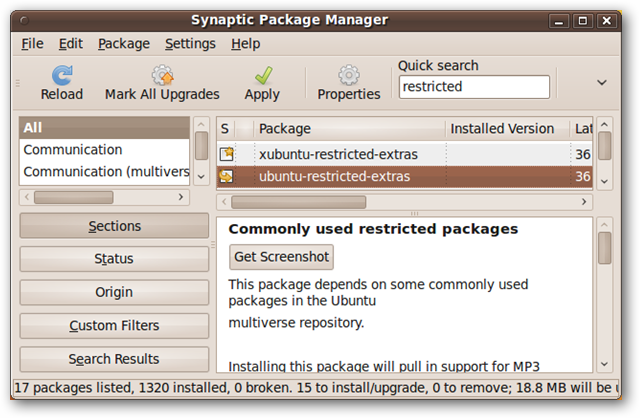 Synaptic Package Manager
File Edit Package Settings Help
Reload Mark All Upgrades Apply Properties
Quick search
restricted
All
Communication
Communication (multivers
S Package Installed Version Lat
xubuntu-restricted-extras 36
ubuntu-restricted-extras 36
Sections
Status
Origin
Custom Filters
Search Results
Commonly used restricted packages
Get Screenshot
This package depends on some commonly used
packages in the Ubuntu
multiverse repository.
Installing this package will pull in support for MP3
17 packages listed, 1320 installed, 0 broken. 15 to install/upgrade, 0 to remove; 18.8 MB will be